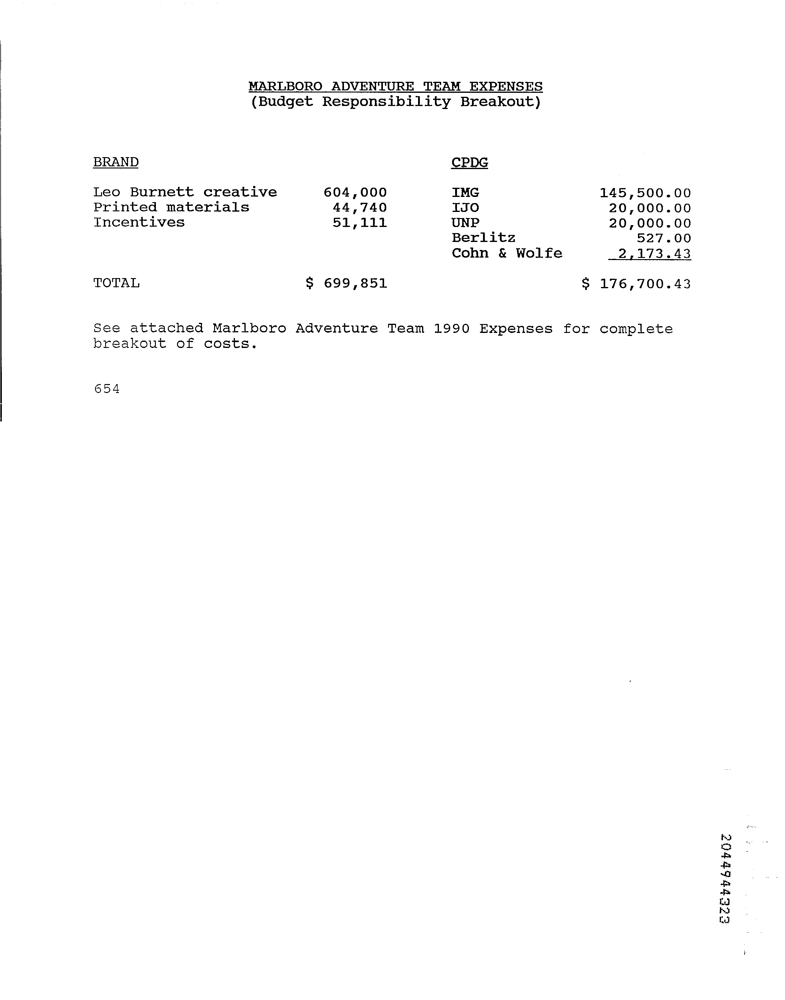 MARLBORO ADVENTURE TEAM EXPENSES
(Budget Responsibility Breakout)
BRAND CPDG
Leo Burnett creative 604,000 IMG 145,500.00
Printed materials 44,740 IJO 20,000.00
Incentives 51,111 UNP 20,000.00
Berlitz 527.00
Cohn & Wolfe 2,173.43
TOTAL $ 699,851 $ 176,700.43
See attached Marlboro Adventure Team 1990 Expenses for complete
breakout of costs.
654
2044944323